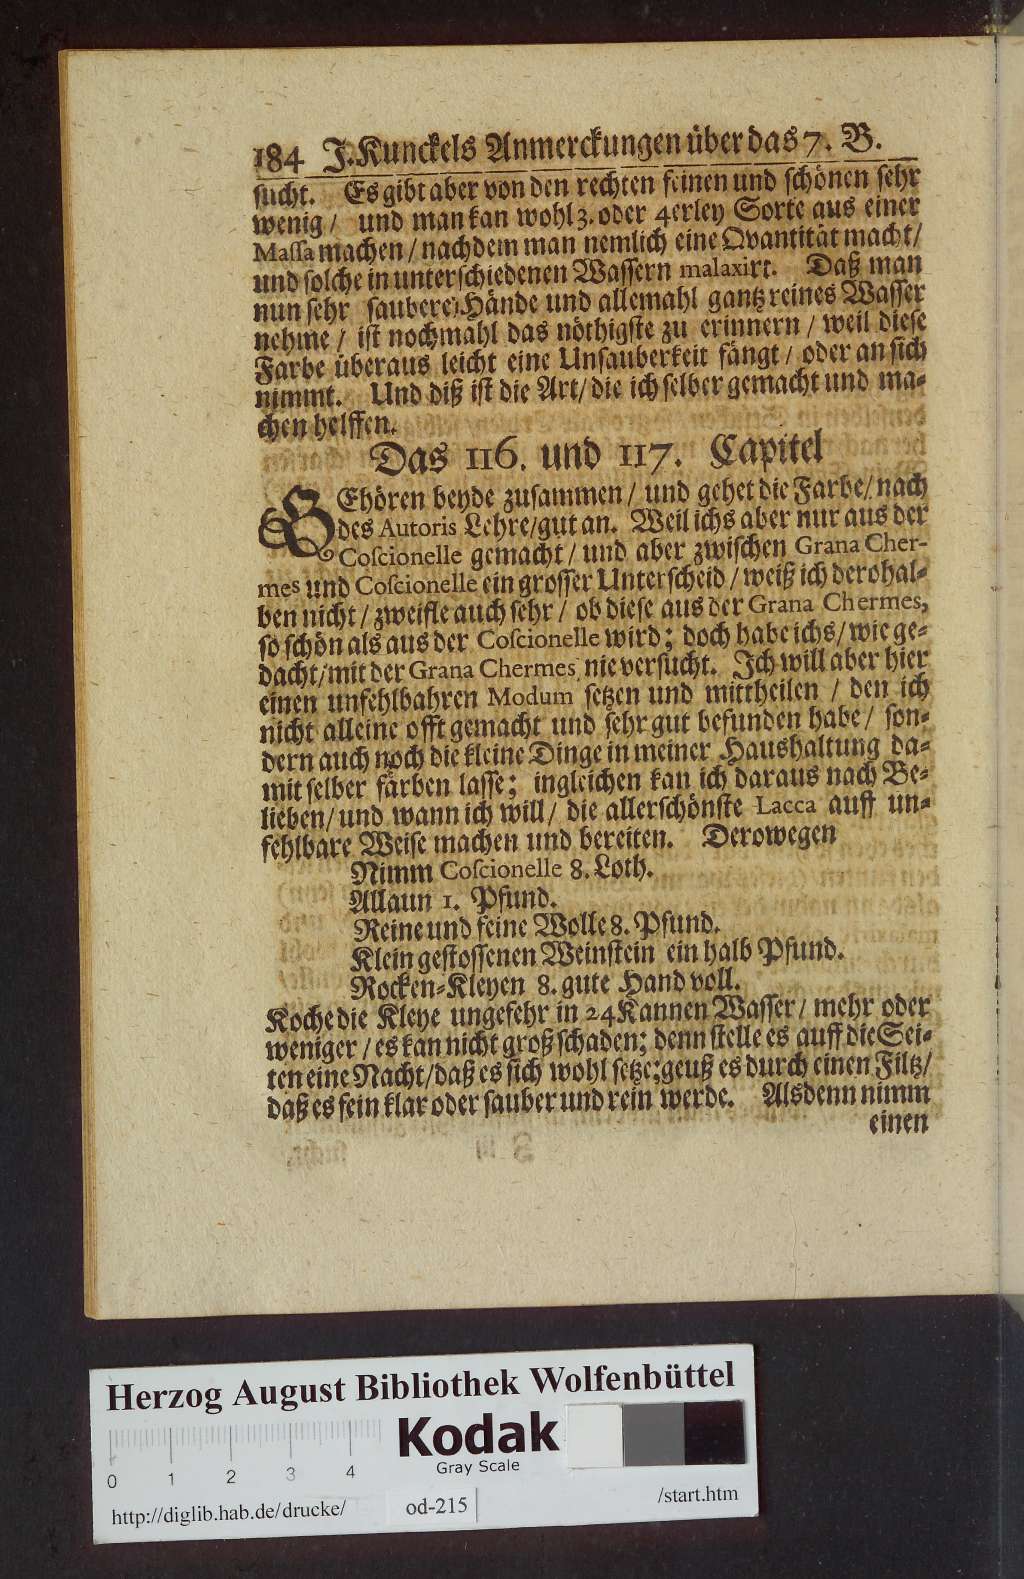 184 J. Kunckels Anmerckungen über das 7. B.
sucht. Es gibt aber von den rechten feinen und schönen sehr
wenig / und man kan wohl 3. oder 4erley Sorte aus einer
Massa machen / nachdem man nemlich eine Qvantität macht /
und solche in unterschiedenen Wassern malaxirt. Daß man
nun sehr saubere Hände und allemahl gantz reines Wasser
nehme / ist nochmahl das nöthigste zu erinnern / weil diese
Farbe überaus leicht eine Unsauberkeit fängt / oder an sich
nimmt. Und diß ist die Art / die ich selber gemacht und ma-
chen helffen.
Das 116. und 117. Capitel
GEhören beyde zusammen / und gehet die Farbe / nach
des Autoris Lehre / gut an. Weil ichs aber nur aus der
Coscionelle gemacht / und aber zwischen Grana Cher-
mes und Coscionelle ein grosser Unterscheid / weiß ich derohal-
ben nicht / zweifle auch sehr / ob diese aus der Grana Chermes,
so schön als aus der Coscionelle wird; doch habe ichs / wie ge-
dacht / mit der Grana Chermes nie versucht. Ich will aber hier
einen unfehlbahren Modum setzen und mittheilen / den ich
nicht alleine offt gemacht und sehr gut befunden habe / son-
dern auch noch die kleine Dinge in meiner Haushaltung da-
mit selber färben lasse; ingleichen kan ich daraus nach Be-
lieben / und wann ich will / die allerschönste Lacca auff un-
fehlbare Weise machen und bereiten. Derowegen
Nimm Coscionelle 8. Loth.
Allaun 1. Pfund.
Reine und feine Wolle 8. Pfund.
Klein gestossenen Weinstein ein halb Pfund.
Rocken-Kleyen 8. gute Hand voll.
Koche die Kleye ungefehr in 24 Kannen Wasser / mehr oder
weniger / es kan nicht groß schaden; denn stelle es auff die Sei-
ten eine Nacht / daß es sich wohl setze; geuß es durch einen Filtz /
daß es fein klar oder sauber und rein werde. Alsdenn nimm
einen
Herzog August Bibliothek Wolfenbüttel
Kodak
Gray Scale
0 1 2 3 4
http://diglib.hab.de/drucke/ od-215 /start.htm